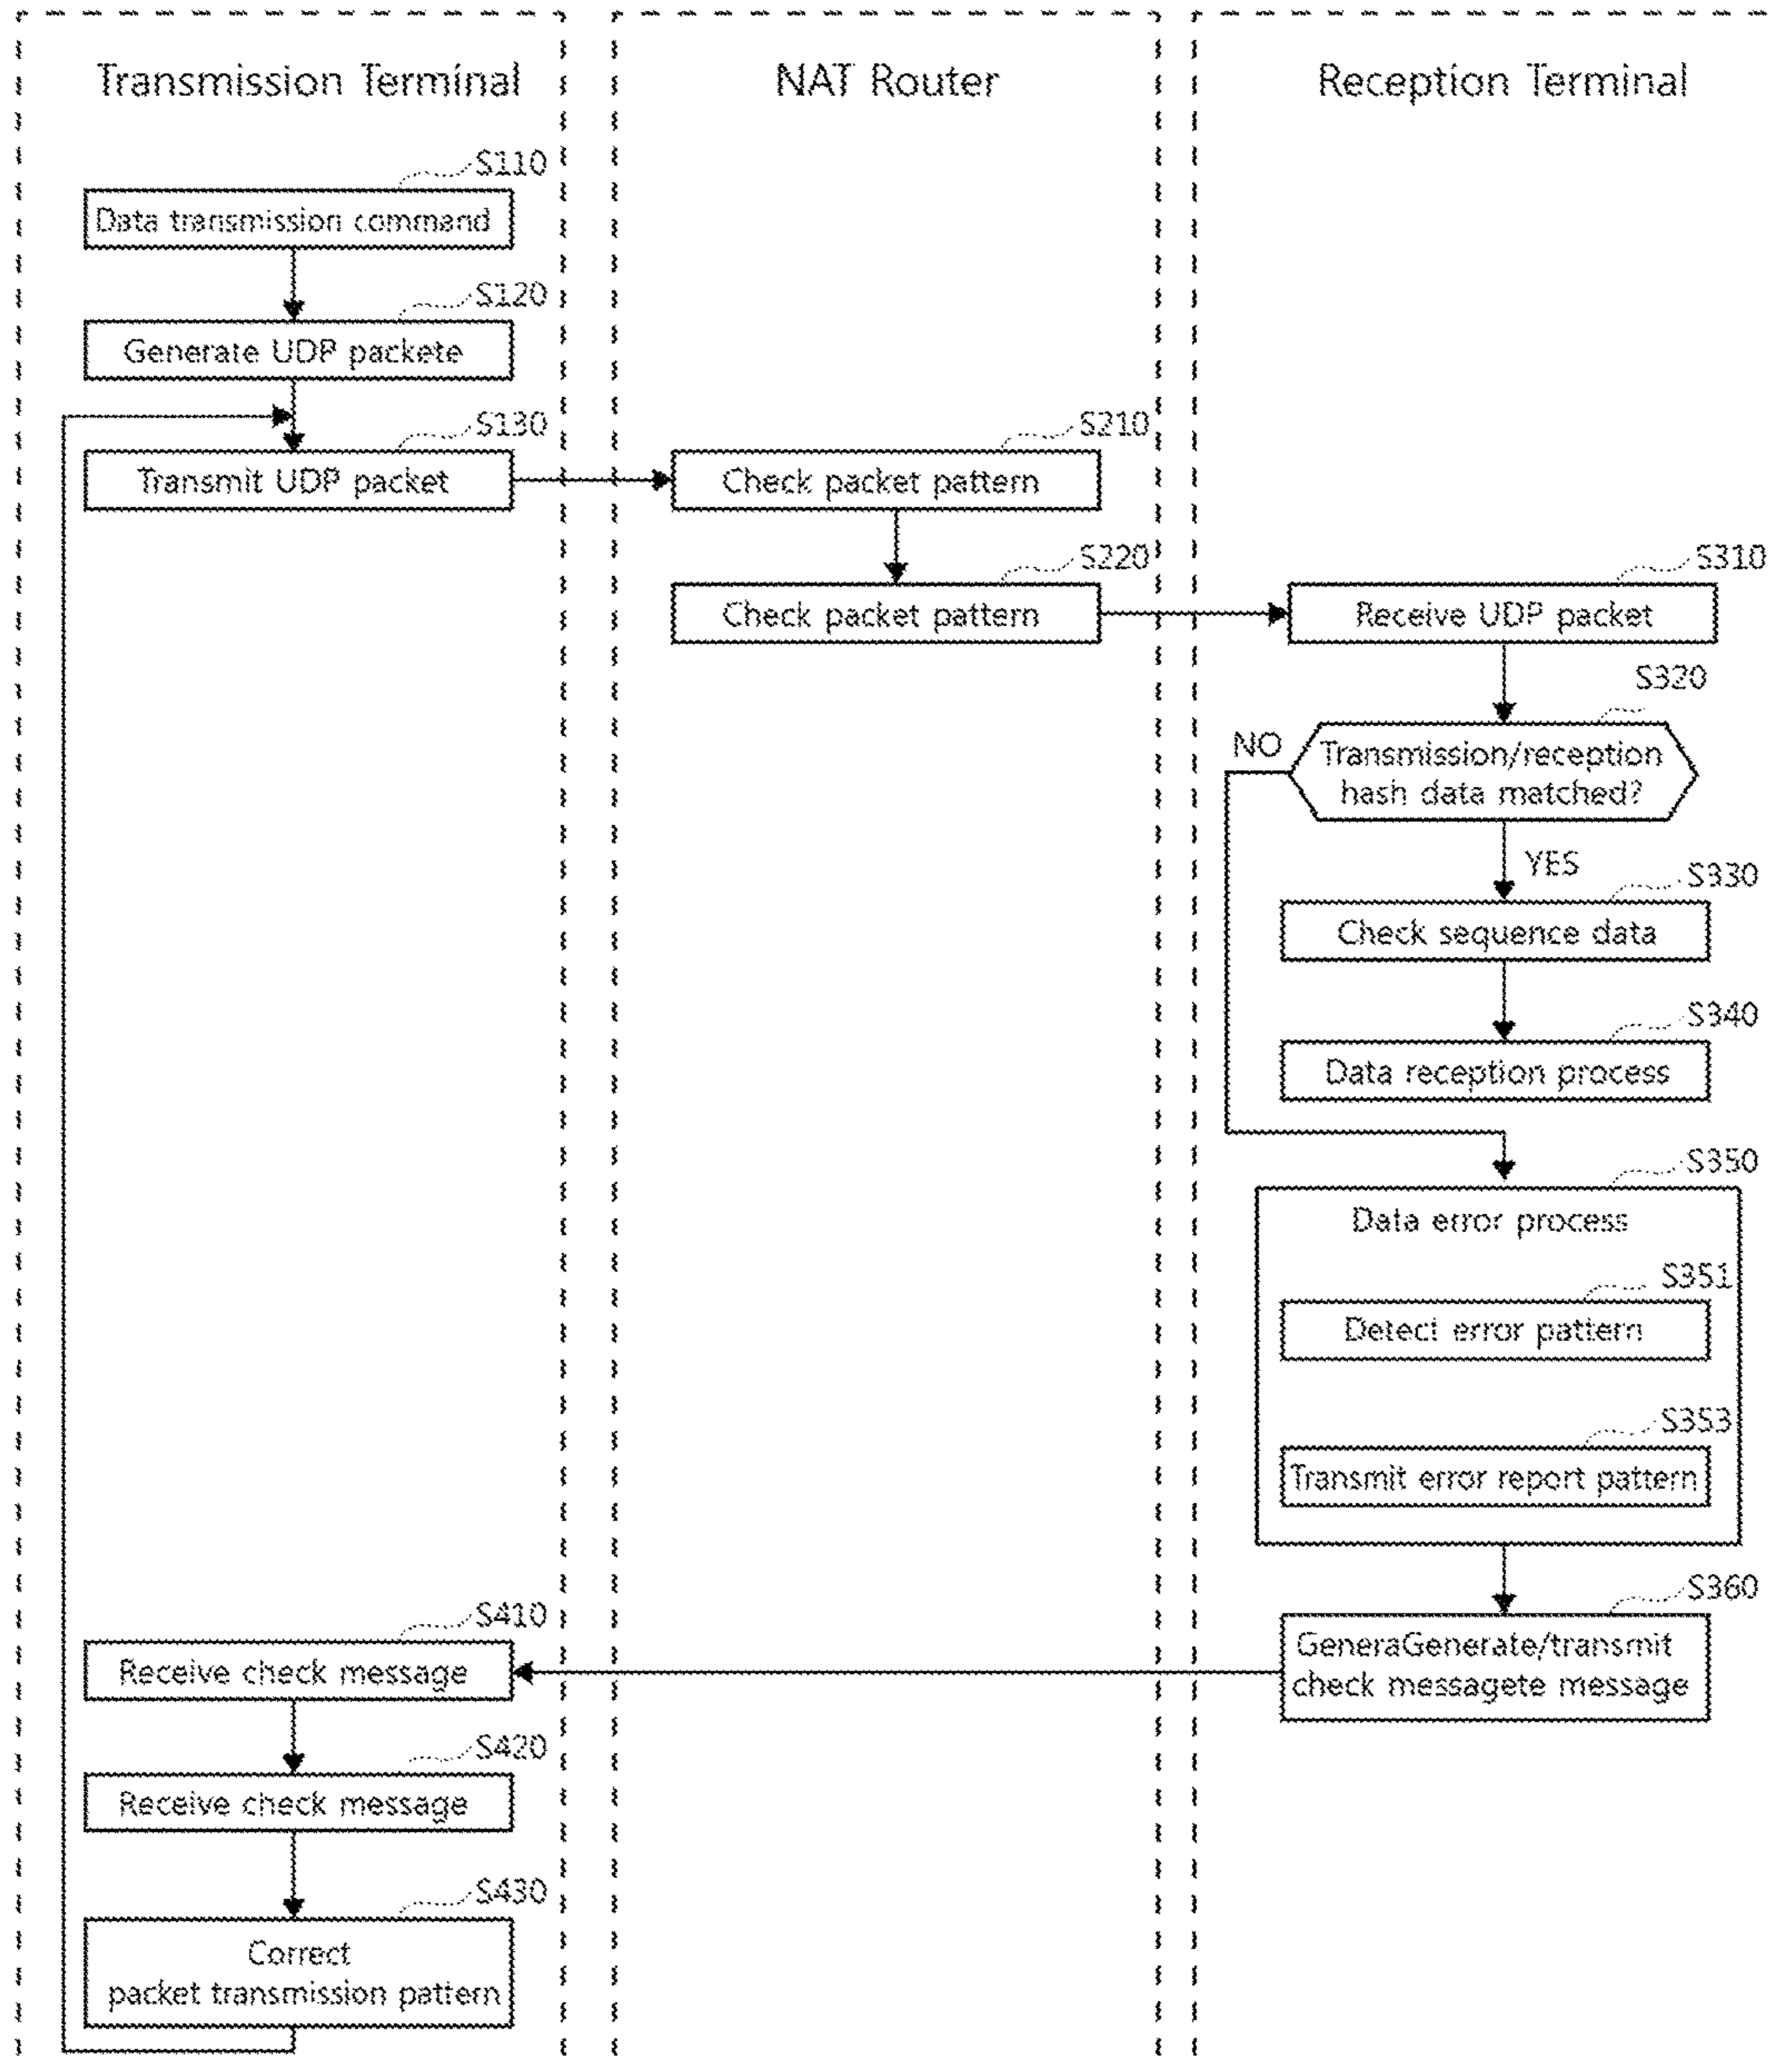 Transmission Terminal
NAT Router
Reception Terminal
S110
Data transmission command
S120
Generate UDP packete
S130
Transmit UDP packet
S210
Check packet pattern
S220
Check packet pattern
S310
Receive UDP packet
S320
Transmission/reception
hash data matched?
NO
YES
S330
Check sequence data
S340
Data reception process
S350
Data error process
S351
Detect error pattern
S353
Transmit error report pattern
S360
GeneraGenerate/transmit
check messagete message
S410
Receive check message
S420
Receive check message
S430
Correct
packet transmission pattern